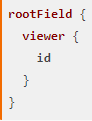 rootField {
  viewer {
    id
  }
}